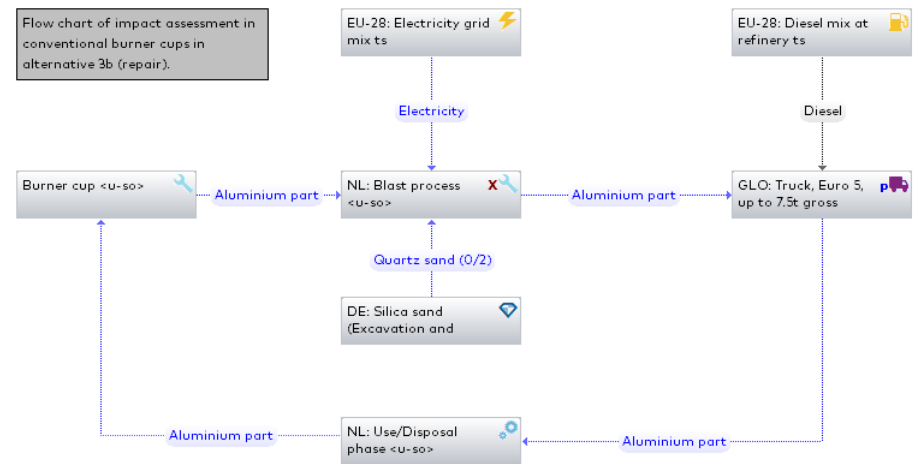 Flow chart of impact assessment in
conventional burner cups in
alternative 3b (repair).
EU-28: Electricity grid
mix ts
EU-28: Diesel mix at
refinery ts
Electricity
Diesel
Burner cup <u-so>
Aluminium part
NL: Blast process
<u-so>
X
Aluminium part
GLO: Truck, Euro 5,
up to 7.5t gross
p
Quartz sand (0/2)
DE: Silica sand
(Excavation and
Aluminium part
NL: Use/Disposal
phase <u-so>
Aluminium part